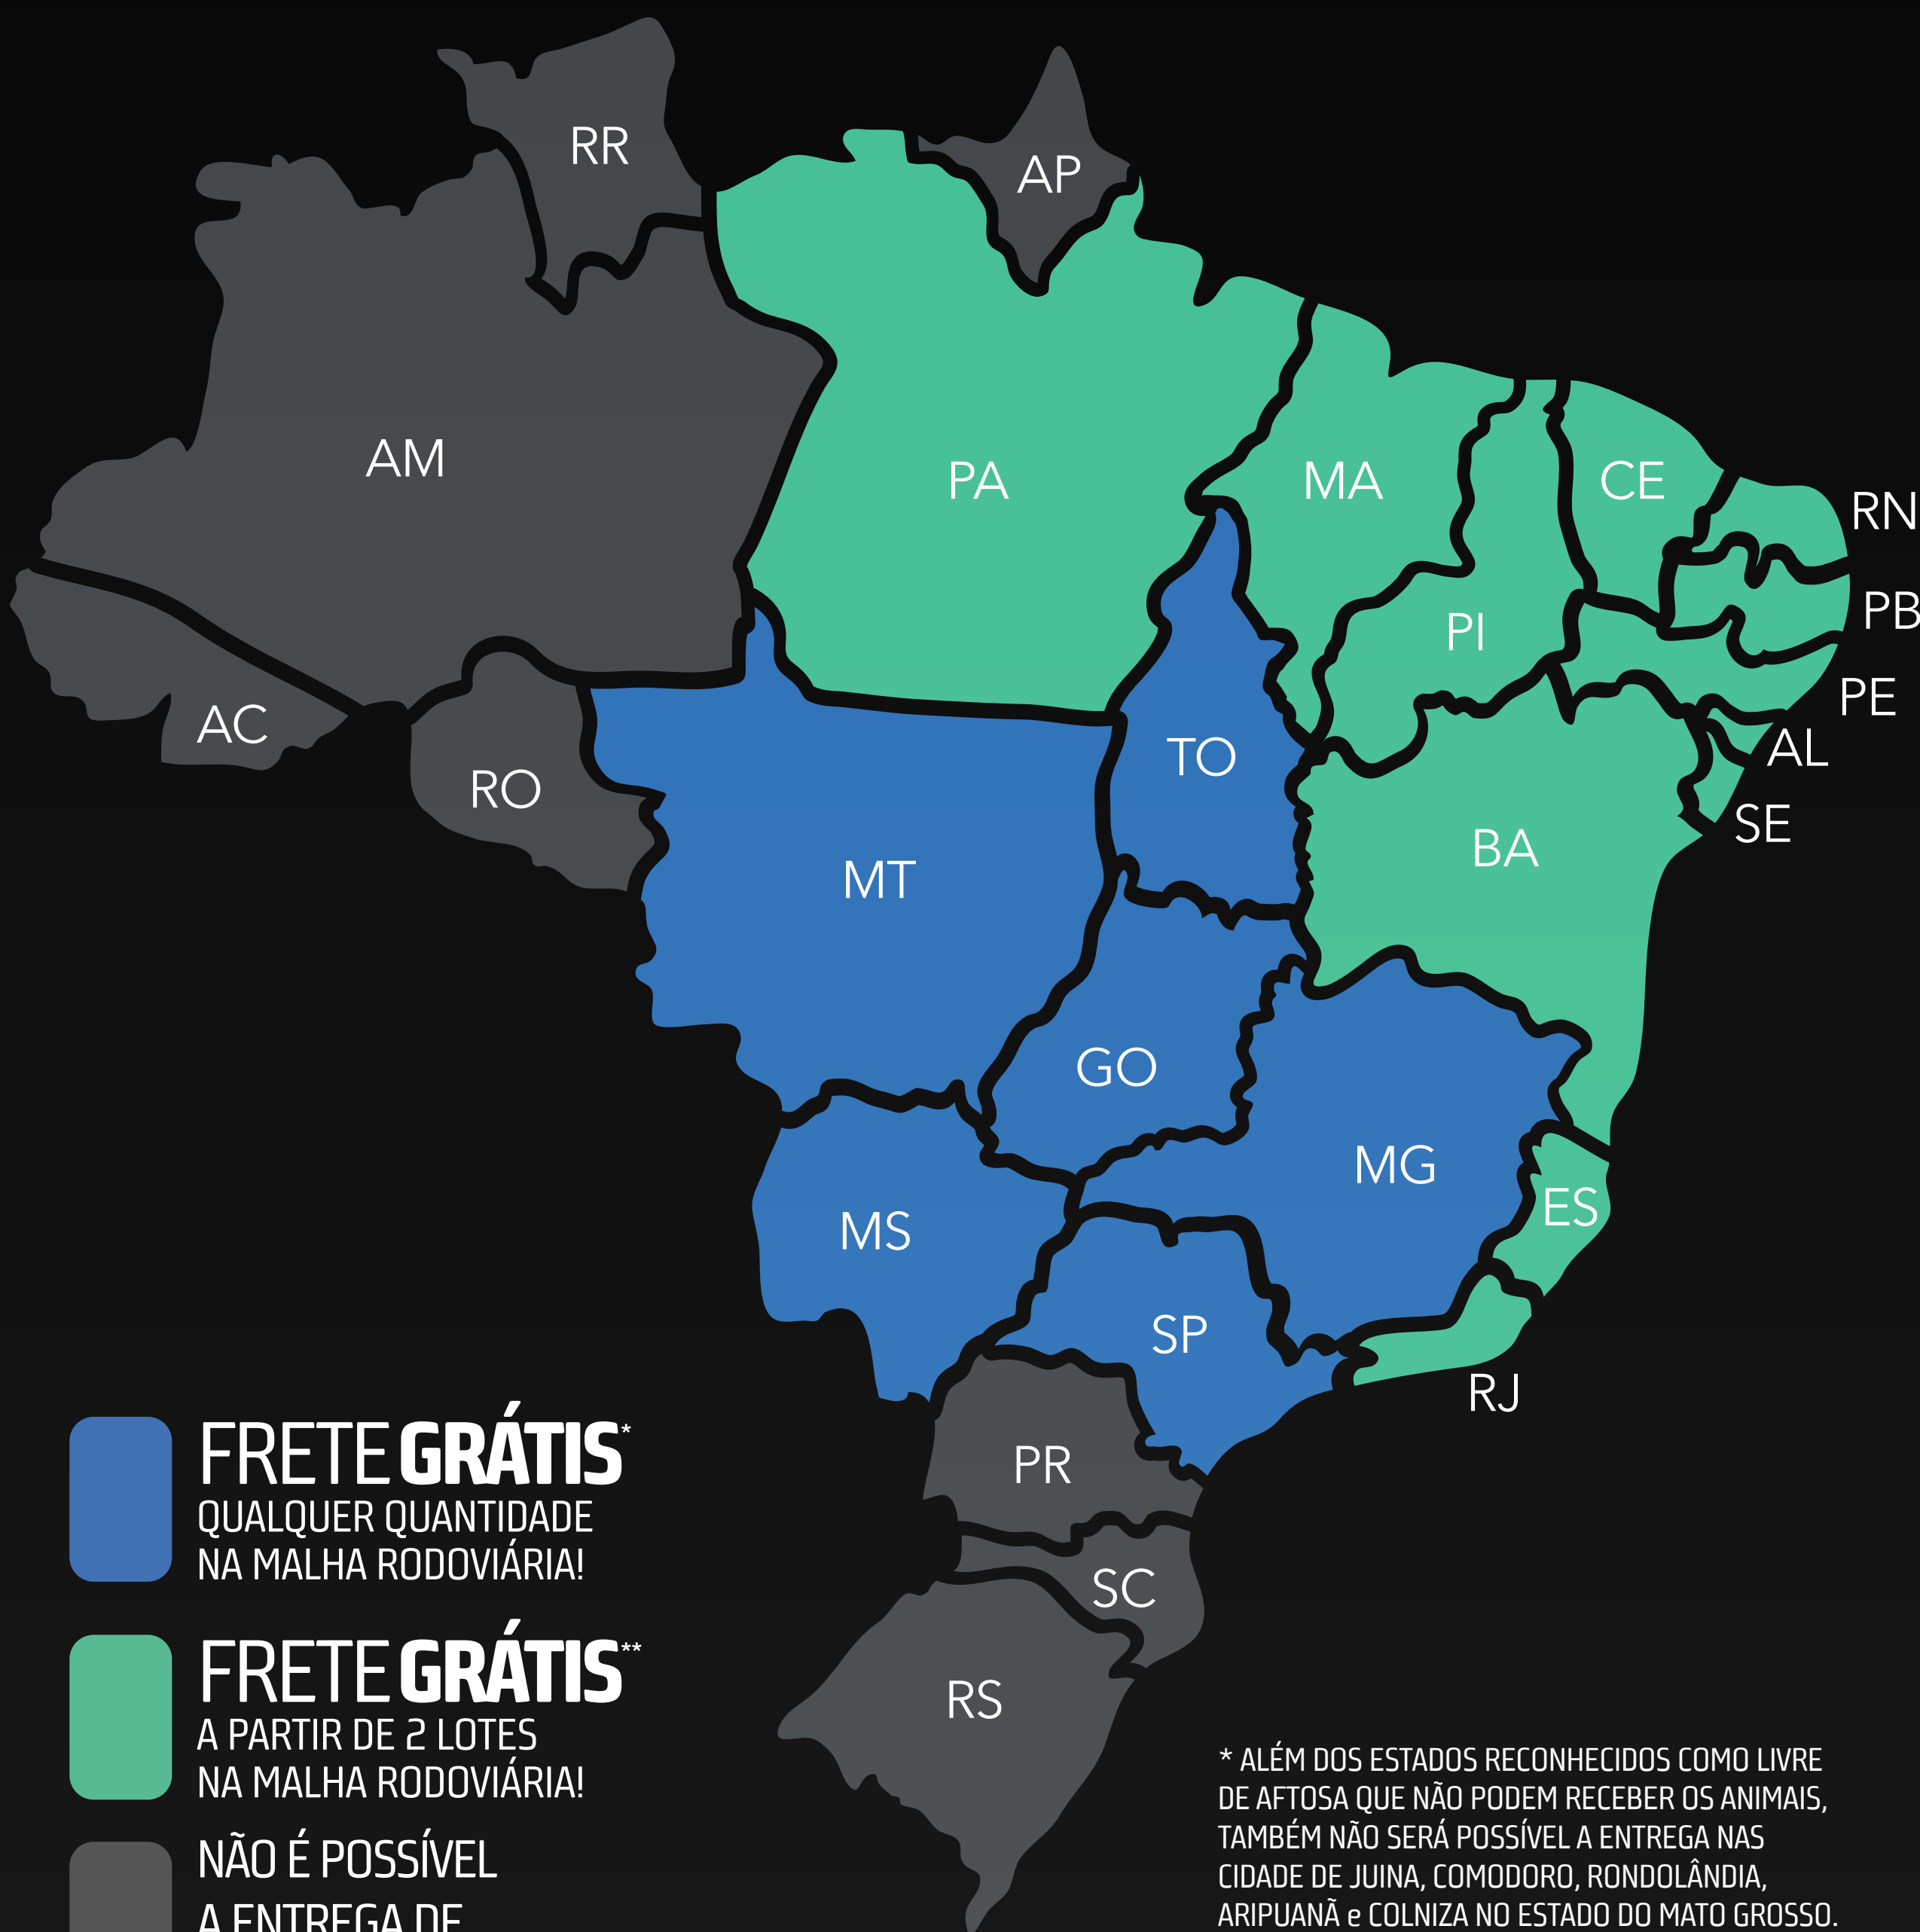 RR
AP
AM
PA
MA
CE
RN
PB
PI
PE
AC
AL
TO
RO
SE
BA
MT
GO
MG
ES
MS
SP
RJ
PR
SC
RS
FRETE GRÁTIS*
QUALQUER QUANTIDADE
NA MALHA RODOVIÁRIA!
FRETE GRÁTIS**
A PARTIR DE 2 LOTES
NA MALHA RODOVIÁRIA!
NÃO É POSSÍVEL
A ENTREGA DE
* ALÉM DOS ESTADOS RECONHECIDOS COMO LIVRE
DE AFTOSA QUE NÃO PODEM RECEBER OS ANIMAIS,
TAMBÉM NÃO SERÁ POSSÍVEL A ENTREGA NAS
CIDADE DE JUINA, COMODORO, RONDOLÂNDIA,
ARIPUANÃ e COLNIZA NO ESTADO DO MATO GROSSO.